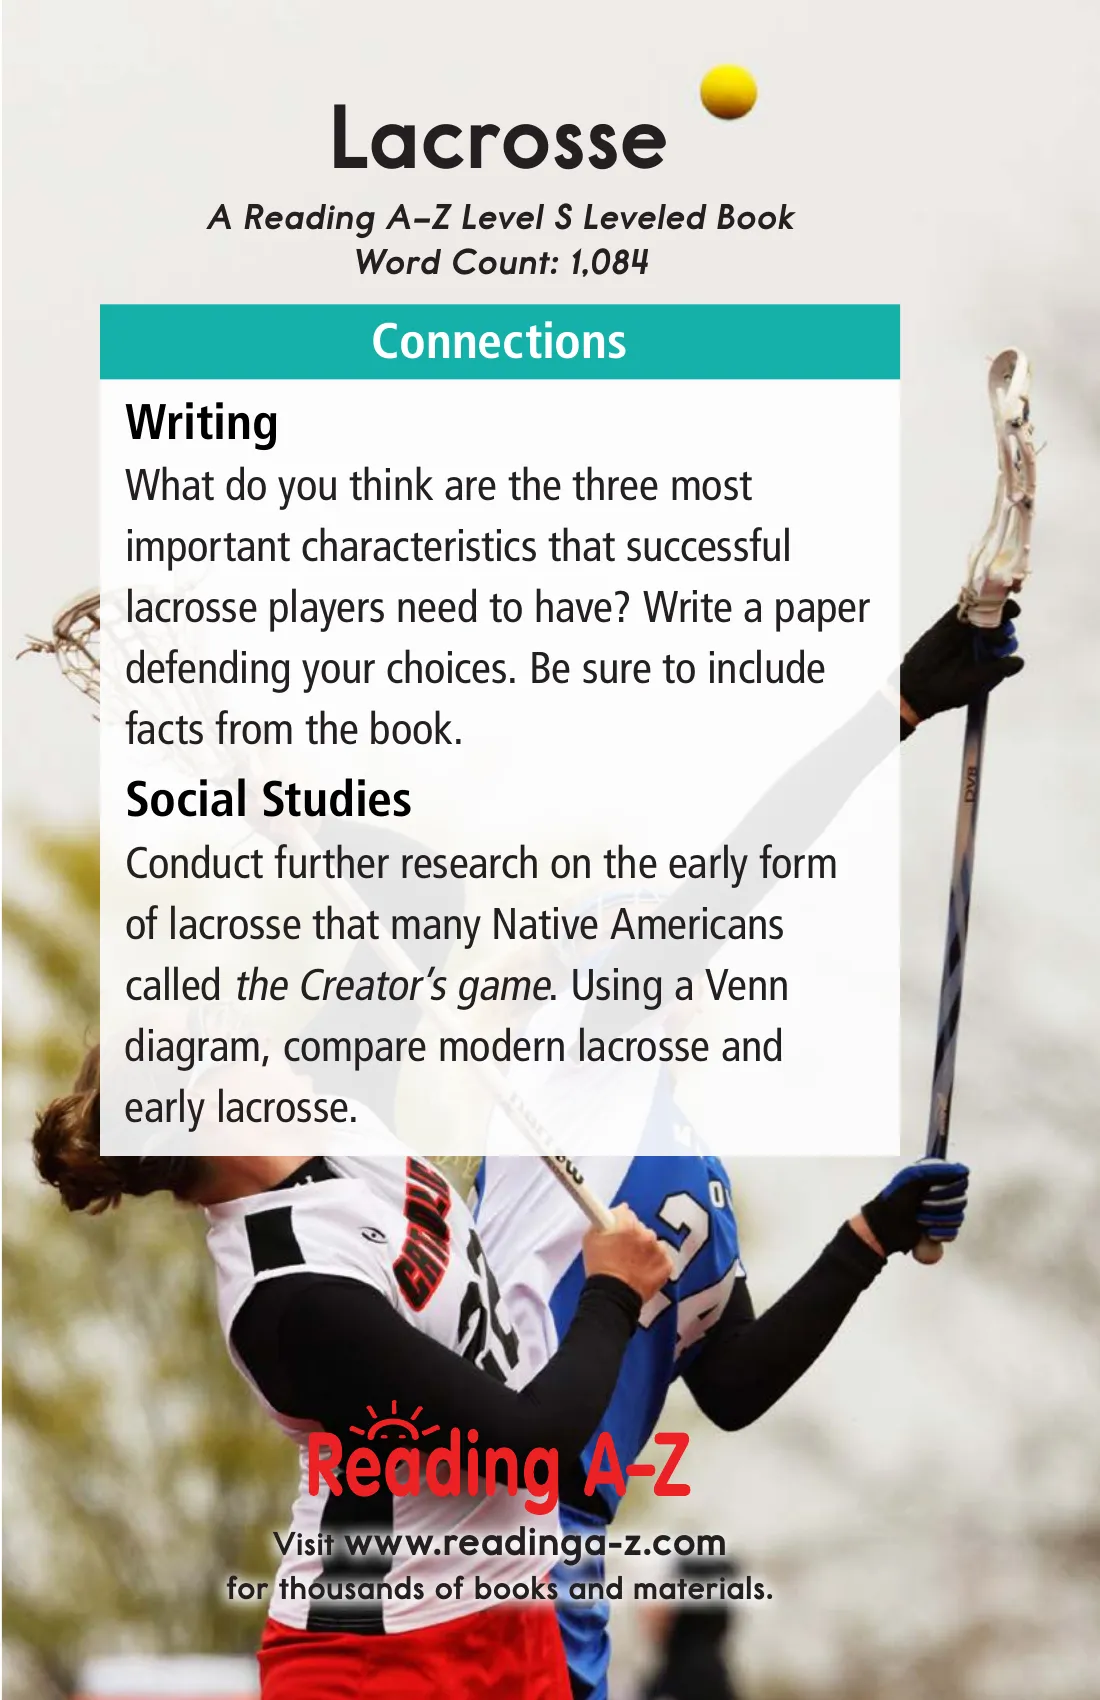 Lacrosse
A Reading A–Z Level S Leveled Book
Word Count: 1,084
Connections
Writing
What do you think are the three most
important characteristics that successful
lacrosse players need to have? Write a paper
defending your choices. Be sure to include
facts from the book.
Social Studies
Conduct further research on the early form
of lacrosse that many Native Americans
called the Creator’s game. Using a Venn
diagram, compare modern lacrosse and
early lacrosse.
Reading A-Z
Visit www.readinga-z.com
for thousands of books and materials.